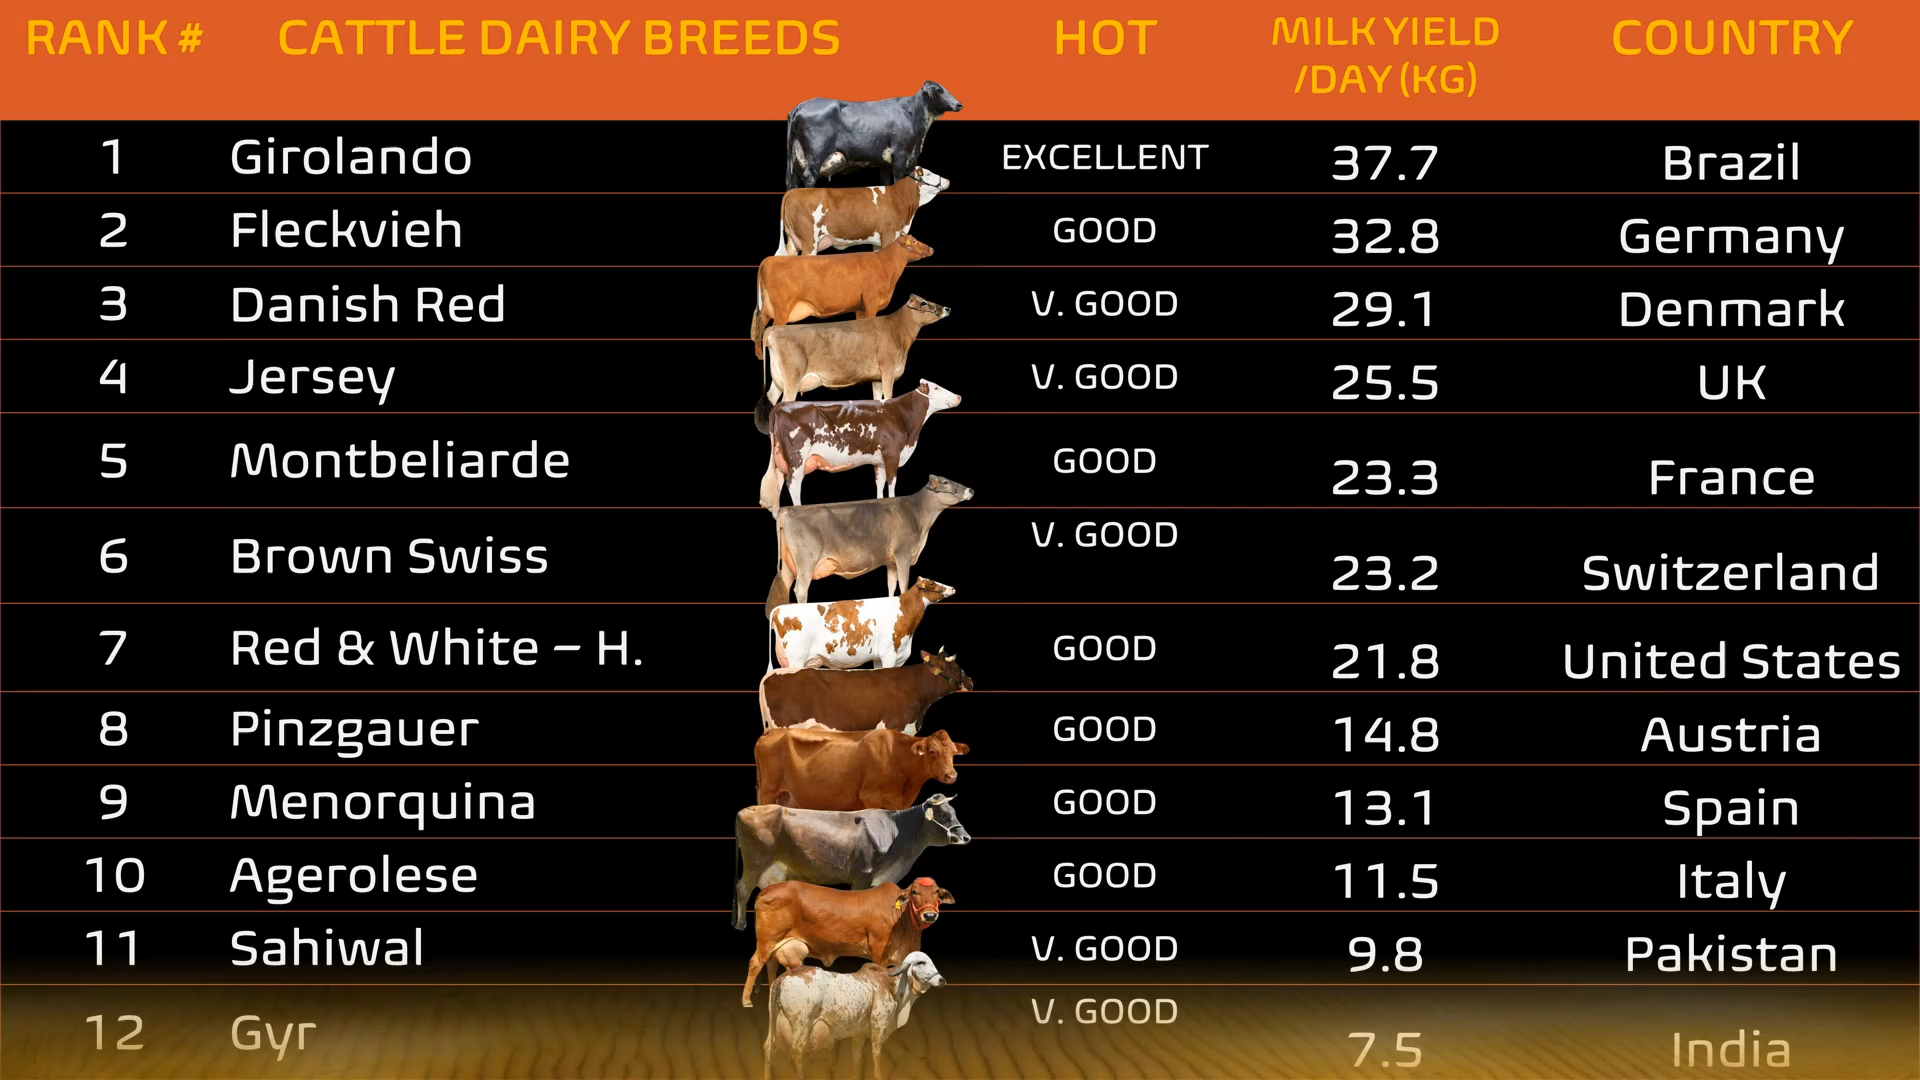 RANK # CATTLE DAIRY BREEDS HOT MILK YIELD /DAY (KG) COUNTRY
1 Girolando EXCELLENT 37.7 Brazil
2 Fleckvieh GOOD 32.8 Germany
3 Danish Red V. GOOD 29.1 Denmark
4 Jersey V. GOOD 25.5 UK
5 Montbeliarde GOOD 23.3 France
6 Brown Swiss V. GOOD 23.2 Switzerland
7 Red & White – H. GOOD 21.8 United States
8 Pinzgauer GOOD 14.8 Austria
9 Menorquina GOOD 13.1 Spain
10 Agerolese GOOD 11.5 Italy
11 Sahiwal V. GOOD 9.8 Pakistan
12 Gyr V. GOOD 7.5 India